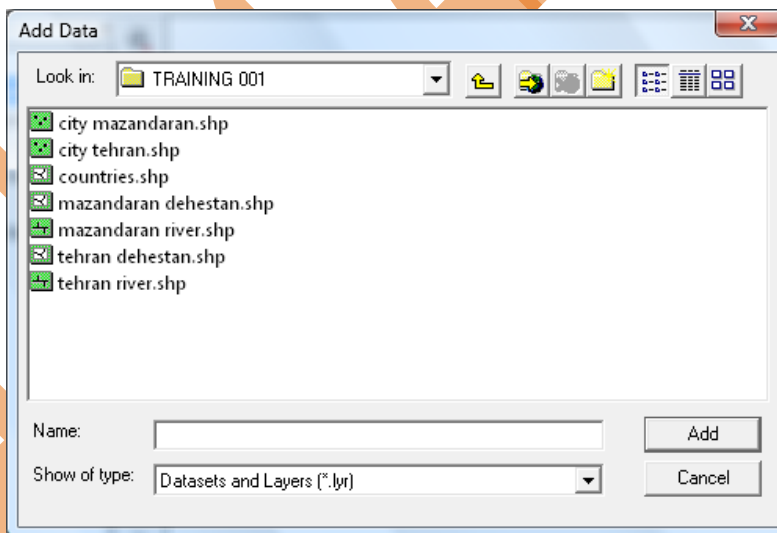 Add Data
Look in: TRAINING 001
city mazandaran.shp
city tehran.shp
countries.shp
mazandaran dehestan.shp
mazandaran river.shp
tehran dehestan.shp
tehran river.shp
Name: Add
Show of type: Datasets and Layers (*.lyr) Cancel